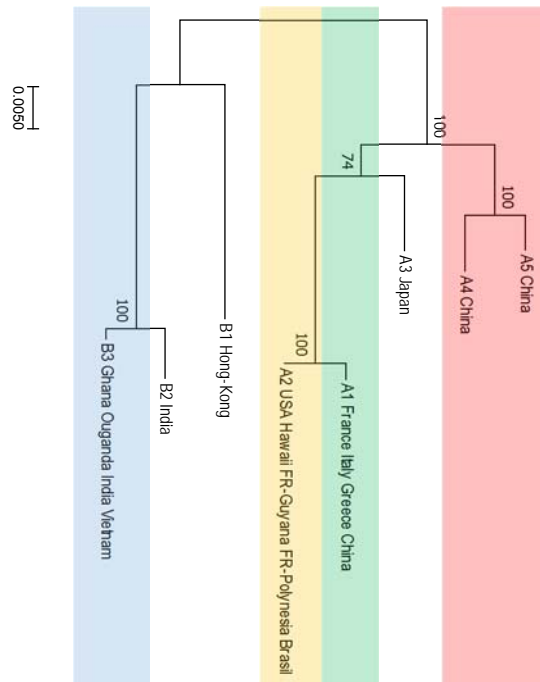 A5 China
100
A4 China
100
A3 Japan
74
A1 France Italy Greece China
100
A2 USA Hawaii FR-Guyana FR-Polynesia Brasil
B1 Hong-Kong
B2 India
100
B3 Ghana Ouganda India Vietnam
0.0050